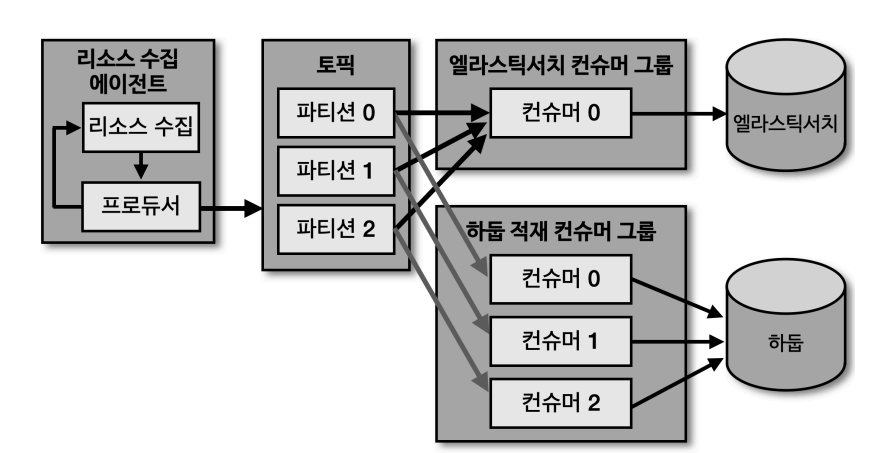 리소스 수집
에이전트
리소스 수집
프로듀서
토픽
파티션 0
파티션 1
파티션 2
엘라스틱서치 컨슈머 그룹
컨슈머 0
엘라스틱서치
하둡 적재 컨슈머 그룹
컨슈머 0
컨슈머 1
컨슈머 2
하둡